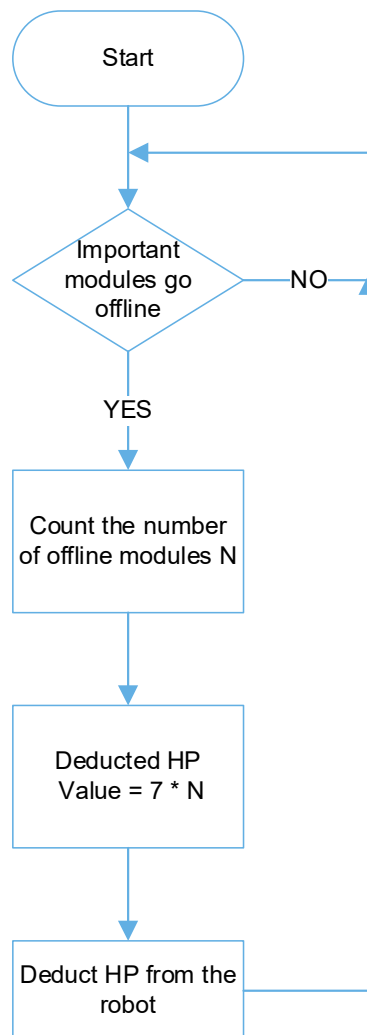 Start
Important
modules go
offline
NO
YES
Count the number
of offline modules N
Deducted HP
Value = 7 * N
Deduct HP from the
robot